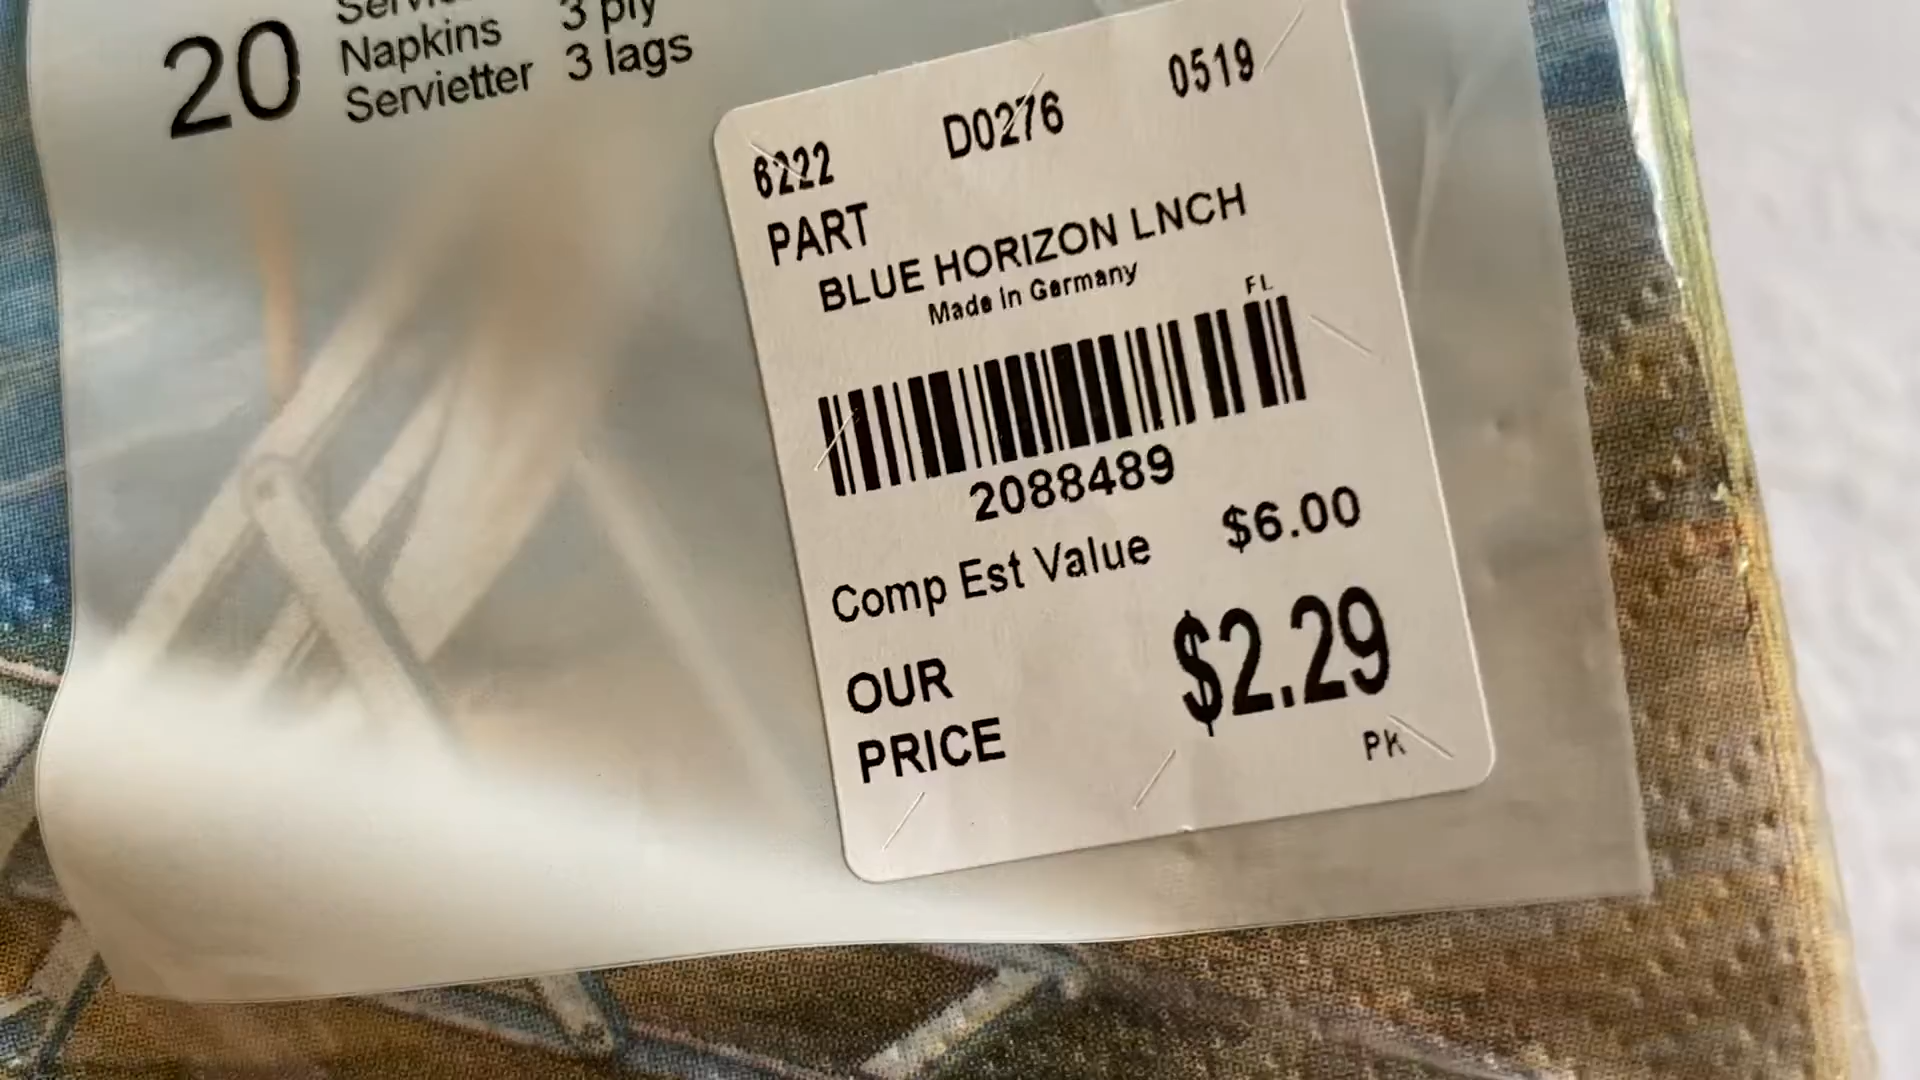 20
Napkins 3 ply
Servietter 3 lags
6222 D0276 0519
PART
BLUE HORIZON LNCH
Made In Germany
FL
2088489
Comp Est Value $6.00
OUR
PRICE $2.29
PK